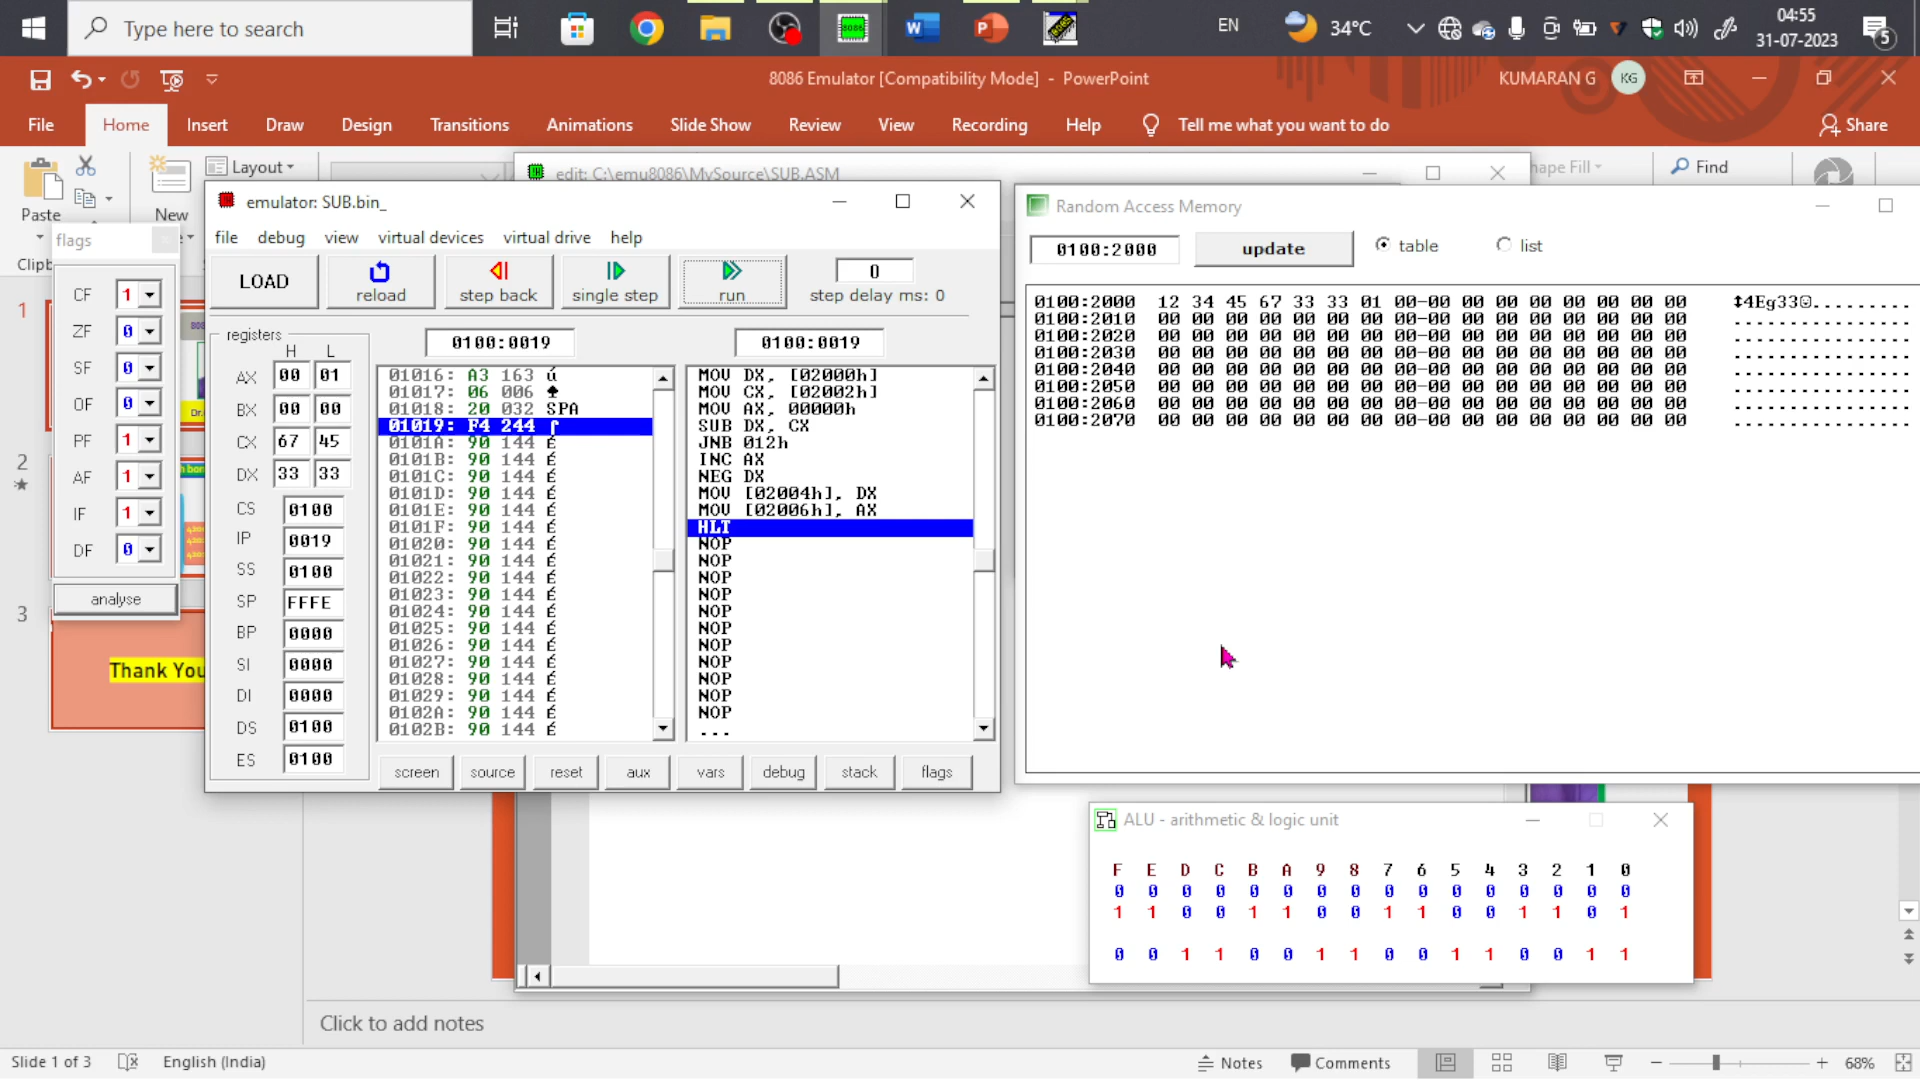 Type here to search
EN
34°C
04:55
31-07-2023
5
8086 Emulator [Compatibility Mode] - PowerPoint
KUMARAN G
KG
File Home Insert Draw Design Transitions Animations Slide Show Review View Recording Help Tell me what you want to do Share
Paste
New
Layout
Find
edit: C:\emu8086\MySource\SUB.ASM
flags
CF 1
ZF 0
SF 0
OF 0
PF 1
AF 1
IF 1
DF 0
analyse
1
2
3
Thank You
emulator: SUB.bin_
file debug view virtual devices virtual drive help
LOAD
reload
step back
single step
run
0
step delay ms: 0
registers
H L
AX 00 01
BX 00 00
CX 67 45
DX 33 33
CS 0100
IP 0019
SS 0100
SP FFFE
BP 0000
SI 0000
DI 0000
DS 0100
ES 0100
0100:0019
01016: A3 163 ú
01017: 06 006 ♠
01018: 20 032 SPA
01019: F4 244 ⌠
0101A: 90 144 É
0101B: 90 144 É
0101C: 90 144 É
0101D: 90 144 É
0101E: 90 144 É
0101F: 90 144 É
01020: 90 144 É
01021: 90 144 É
01022: 90 144 É
01023: 90 144 É
01024: 90 144 É
01025: 90 144 É
01026: 90 144 É
01027: 90 144 É
01028: 90 144 É
01029: 90 144 É
0102A: 90 144 É
0102B: 90 144 É
0100:0019
MOV DX, [02000h]
MOV CX, [02002h]
MOV AX, 00000h
SUB DX, CX
JNB 012h
INC AX
NEG DX
MOV [02004h], DX
MOV [02006h], AX
HLT
NOP
NOP
NOP
NOP
NOP
NOP
NOP
NOP
NOP
NOP
NOP
...
screen source reset aux vars debug stack flags
Random Access Memory
0100:2000
update
table
list
0100:2000 12 34 45 67 33 33 01 00-00 00 00 00 00 00 00 00 ↕4Eg33☺.........
0100:2010 00 00 00 00 00 00 00 00-00 00 00 00 00 00 00 00 ................
0100:2020 00 00 00 00 00 00 00 00-00 00 00 00 00 00 00 00 ................
0100:2030 00 00 00 00 00 00 00 00-00 00 00 00 00 00 00 00 ................
0100:2040 00 00 00 00 00 00 00 00-00 00 00 00 00 00 00 00 ................
0100:2050 00 00 00 00 00 00 00 00-00 00 00 00 00 00 00 00 ................
0100:2060 00 00 00 00 00 00 00 00-00 00 00 00 00 00 00 00 ................
0100:2070 00 00 00 00 00 00 00 00-00 00 00 00 00 00 00 00 ................
ALU - arithmetic & logic unit
F E D C B A 9 8 7 6 5 4 3 2 1 0
0 0 0 0 0 0 0 0 0 0 0 0 0 0 0 0
1 1 0 0 1 1 0 0 1 1 0 0 1 1 0 1
0 0 1 1 0 0 1 1 0 0 1 1 0 0 1 1
Click to add notes
Slide 1 of 3
English (India)
Notes
Comments
68%